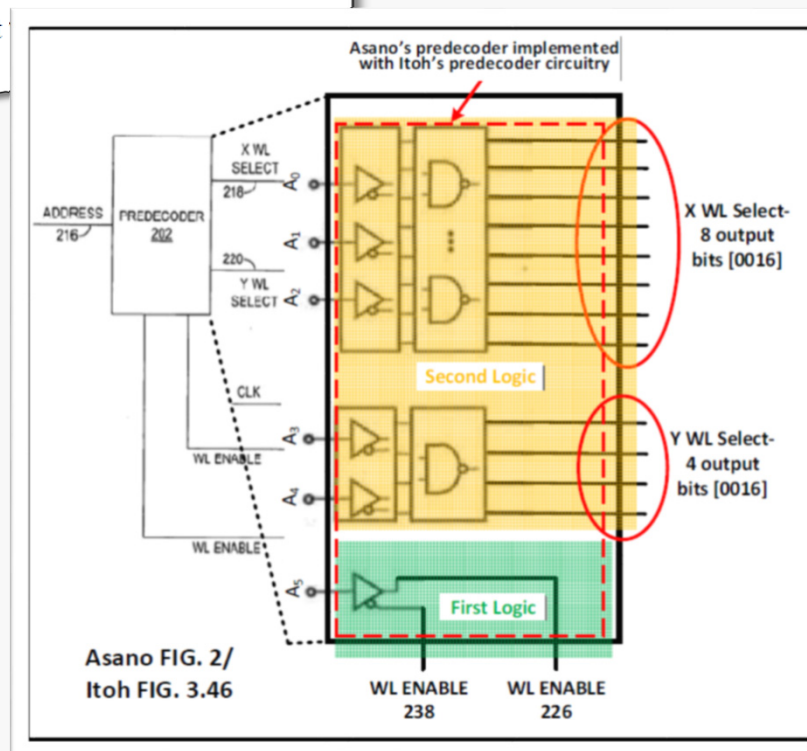 Asano's predecoder implemented
with Itoh's predecoder circuitry
X WL
SELECT
218
ADDRESS
216
PREDECODER
202
220
Y WL
SELECT
A0
A1
A2
X WL Select-
8 output
bits [0016]
Second Logic
CLK
A3
WL ENABLE
A4
Y WL Select-
4 output
bits [0016]
WL ENABLE
A5
First Logic
Asano FIG. 2/
Itoh FIG. 3.46
WL ENABLE
238
WL ENABLE
226